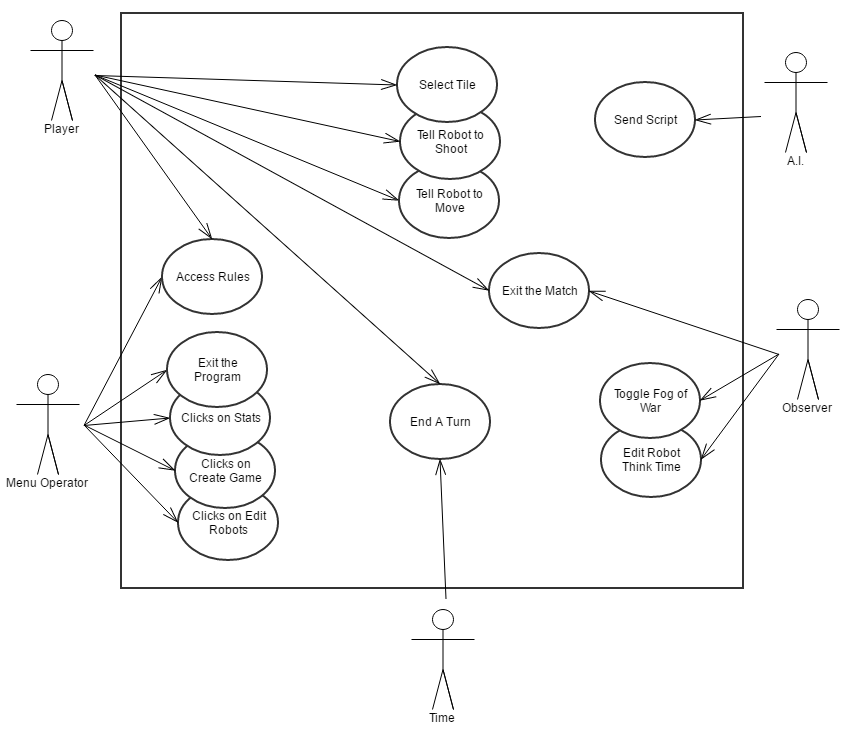 Select Tile
Send Script
Player
Tell Robot to
Shoot
A.I.
Tell Robot to
Move
Access Rules
Exit the Match
Exit the
Program
Toggle Fog of
War
Observer
Clicks on Stats
End A Turn
Edit Robot
Think Time
Clicks on
Create Game
Menu Operator
Clicks on Edit
Robots
Time